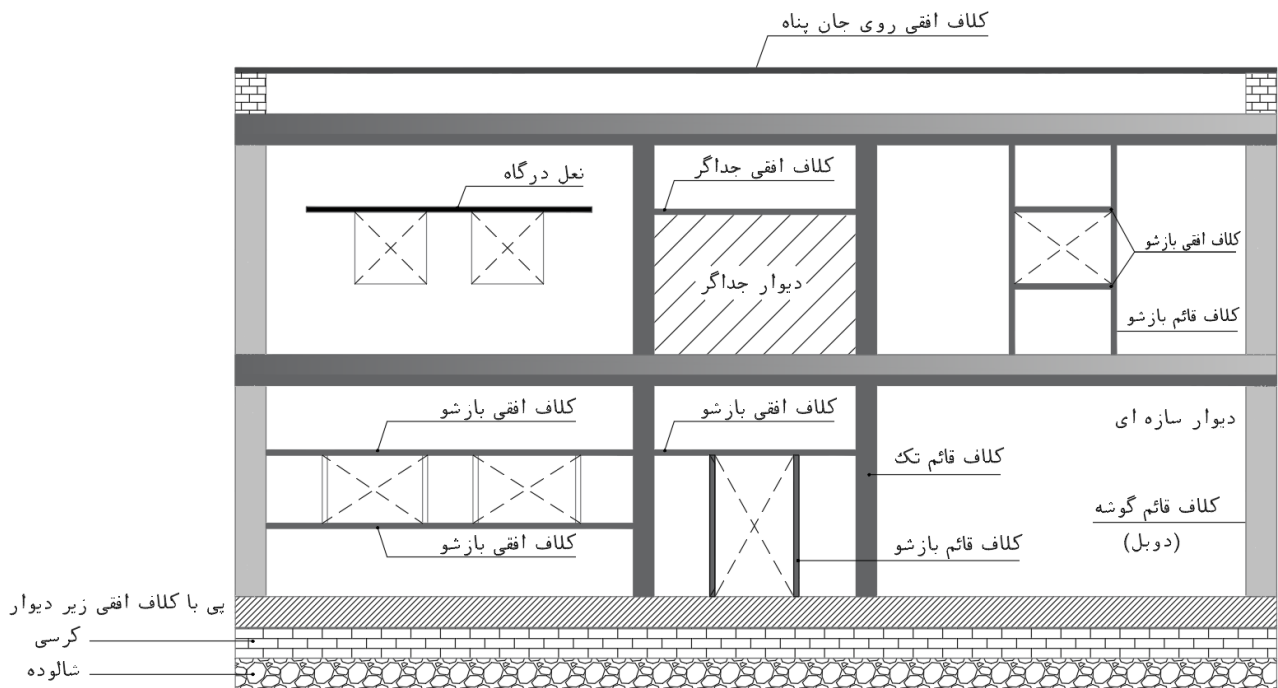 کلاف افقی روی جان پناه
نعل درگاه
کلاف افقی جداگر
دیوار جداگر
کلاف افقی بازشو
کلاف قائم بازشو
کلاف افقی بازشو
کلاف افقی بازشو
دیوار سازه ای
کلاف قائم تک
کلاف قائم گوشه
(دوبل)
کلاف افقی بازشو
کلاف قائم بازشو
پی با کلاف افقی زیر دیوار
کرسی
شالوده